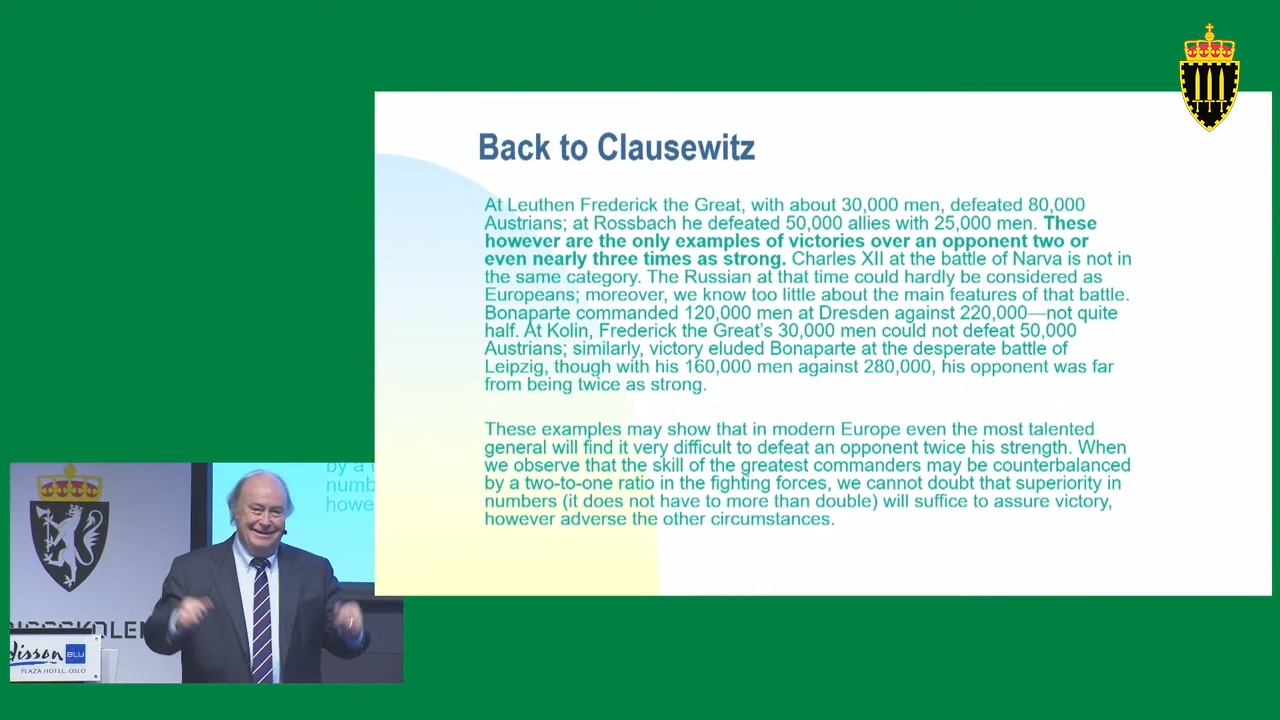 Back to Clausewitz
At Leuthen Frederick the Great, with about 30,000 men, defeated 80,000
Austrians; at Rossbach he defeated 50,000 allies with 25,000 men. These
however are the only examples of victories over an opponent two or
even nearly three times as strong. Charles XII at the battle of Narva is not in
the same category. The Russian at that time could hardly be considered as
Europeans; moreover, we know too little about the main features of that battle.
Bonaparte commanded 120,000 men at Dresden against 220,000—not quite
half. At Kolin, Frederick the Great's 30,000 men could not defeat 50,000
Austrians; similarly, victory eluded Bonaparte at the desperate battle of
Leipzig, though with his 160,000 men against 280,000, his opponent was far
from being twice as strong.
These examples may show that in modern Europe even the most talented
general will find it very difficult to defeat an opponent twice his strength. When
we observe that the skill of the greatest commanders may be counterbalanced
by a two-to-one ratio in the fighting forces, we cannot doubt that superiority in
numbers (it does not have to more than double) will suffice to assure victory,
however adverse the other circumstances.
by a t
numb
howe
disson BLU
PLAZA HOTEL, OSLO